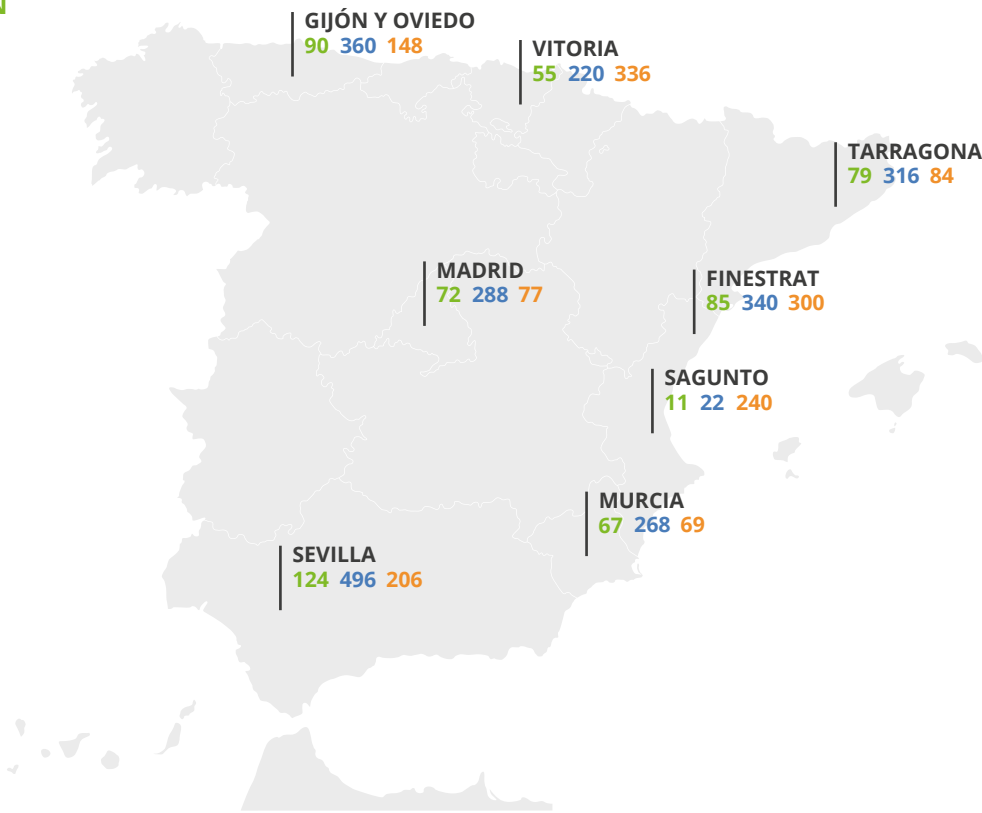 GIJÓN Y OVIEDO
90 360 148
VITORIA
55 220 336
TARRAGONA
79 316 84
MADRID
72 288 77
FINESTRAT
85 340 300
SAGUNTO
11 22 240
MURCIA
67 268 69
SEVILLA
124 496 206